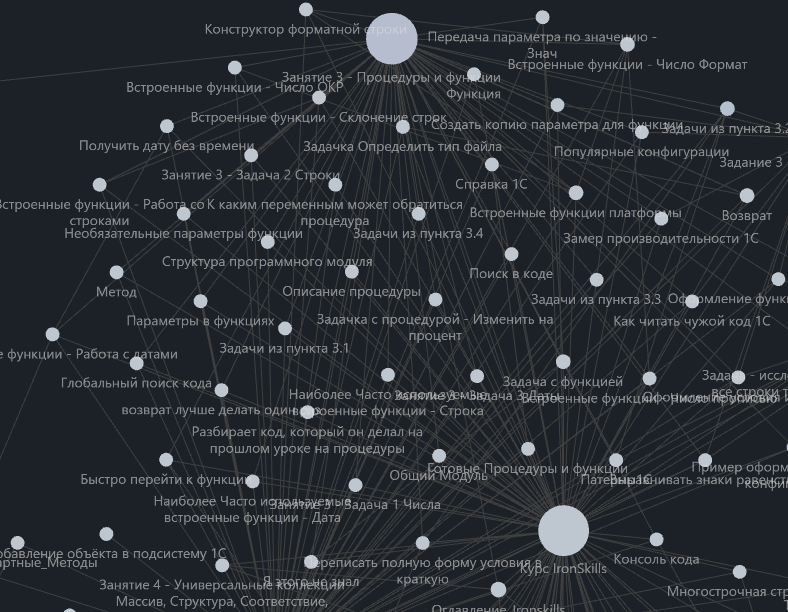 Конструктор форматной строки
Передача параметра по значению -
Знач
Встроенные функции - Число Формат
Занятие 3 - Процедуры и функции
Встроенные функции - Число ОКР
Функция
Встроенные функции - Склонение строк
Создать копию параметра для функции
Задачи из пункта 3.2
Получить дату без времени
Задачка Определить тип файла
Популярные конфигурации
Задание 3
Занятие 3 - Задача 2 Строки
Справка 1С
Встроенные функции - Работа со
строками
К каким переменным может обратиться
процедура
Встроенные функции платформы
Возврат
Необязательные параметры функции
Задачи из пункта 3.4
Замер производительности 1С
Структура программного модуля
Поиск в коде
Метод
Описание процедуры
Задачи из пункта 3.3
Оформление функ
Параметры в функциях
Задачка с процедурой - Изменить на
процент
Как читать чужой код 1С
Задачи из пункта 3.1
е функции - Работа с датами
Глобальный поиск кода
Задача с функцией
Задач - иссл
все строки т
Наиболее Часто используемые
встроенные функции - Строка
Занятие 3 - Задача 3 Даты
Встроенные функции - Число прописью
возврат лучше делать один
Разбирает код, который он делал на
прошлом уроке на процедуры
Быстро перейти к функции
Общий Модуль
Готовые Процедуры и функции
Пример оформ
конфи
Выравнивать знаки равенст
Наиболее Часто используемые
встроенные функции - Дата
Занятие 3 - Задача 1 Числа
обавление объёкта в подсистему 1С
артные_Методы
Переписать полную форму условия в
краткую
Курс IronSkills
Консоль кода
Занятие 4 - Универсальные коллекции
Массив, Структура, Соответствие,
Я этого не знал
Многострочная стр
Оглавление Ironskills